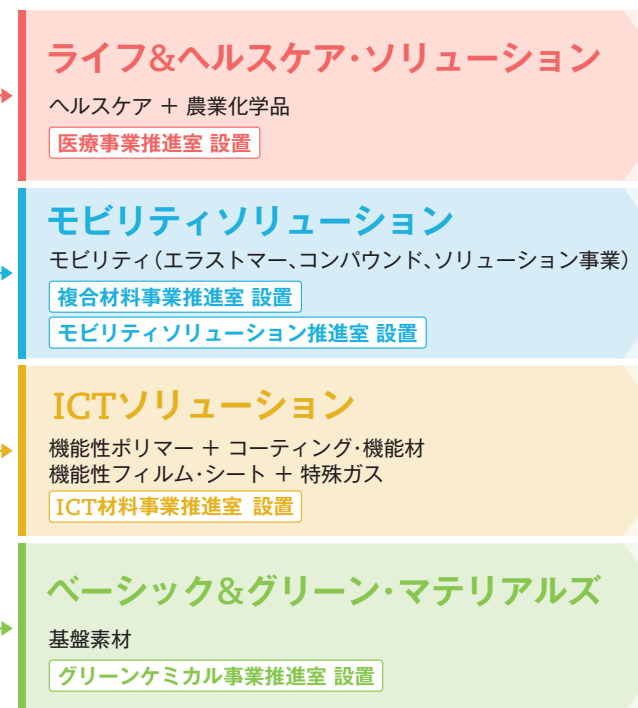 ライフ&ヘルスケア・ソリューション
ヘルスケア ＋ 農業化学品
医療事業推進室 設置
モビリティソリューション
モビリティ（エラストマー、コンパウンド、ソリューション事業）
複合材料事業推進室 設置
モビリティソリューション推進室 設置
ICTソリューション
機能性ポリマー ＋ コーティング・機能材
機能性フィルム・シート ＋ 特殊ガス
ICT材料事業推進室 設置
ベーシック&グリーン・マテリアルズ
基盤素材
グリーンケミカル事業推進室 設置